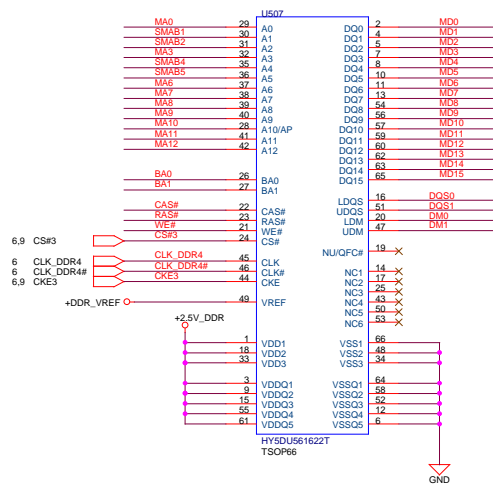 U507
MA0 29 A0 DQ0 2 MD0
SMAB1 30 A1 DQ1 4 MD1
SMAB2 31 A2 DQ2 5 MD2
MA3 32 A3 DQ3 7 MD3
SMAB4 35 A4 DQ4 8 MD4
SMAB5 36 A5 DQ5 10 MD5
MA6 37 A6 DQ6 11 MD6
MA7 38 A7 DQ7 13 MD7
MA8 39 A8 DQ8 54 MD8
MA9 40 A9 DQ9 56 MD9
MA10 28 A10/AP DQ10 57 MD10
MA11 41 A11 DQ11 59 MD11
MA12 42 A12 DQ12 60 MD12
DQ13 62 MD13
DQ14 63 MD14
BA0 26 BA0 DQ15 65 MD15
BA1 27 BA1
LDQS 16 DQS0
CAS# 22 CAS# UDQS 51 DQS1
RAS# 23 RAS# LDM 20 DM0
WE# 21 WE# UDM 47 DM1
6,9 CS#3 CS#3 24 CS#
NU/QFC# 19
6 CLK_DDR4 CLK_DDR4 45 CLK
6 CLK_DDR4# CLK_DDR4# 46 CLK# NC1 14
6,9 CKE3 CKE3 44 CKE NC2 17
NC3 25
+DDR_VREF 49 VREF NC4 43
NC5 50
+2.5V_DDR NC6 53
1 VDD1 VSS1 66
18 VDD2 VSS2 48
33 VDD3 VSS3 34
3 VDDQ1 VSSQ1 64
9 VDDQ2 VSSQ2 58
15 VDDQ3 VSSQ3 52
55 VDDQ4 VSSQ4 12
61 VDDQ5 VSSQ5 6
HY5DU561622T
TSOP66
GND